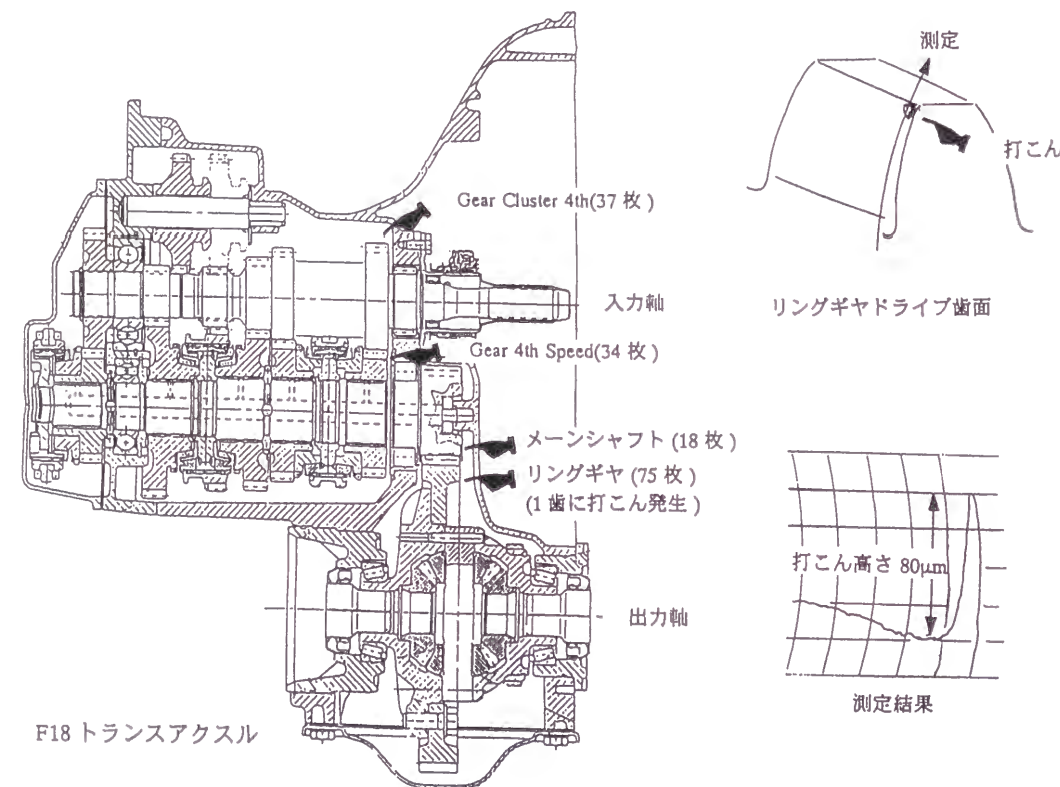 測定
打こん
リングギヤドライブ歯面
Gear Cluster 4th(37 枚 )
入力軸
Gear 4th Speed(34 枚 )
メーンシャフト (18 枚 )
リングギヤ (75 枚 )
(1 歯に打こん発生 )
打こん高さ 80μm
出力軸
測定結果
F18 トランスアクスル